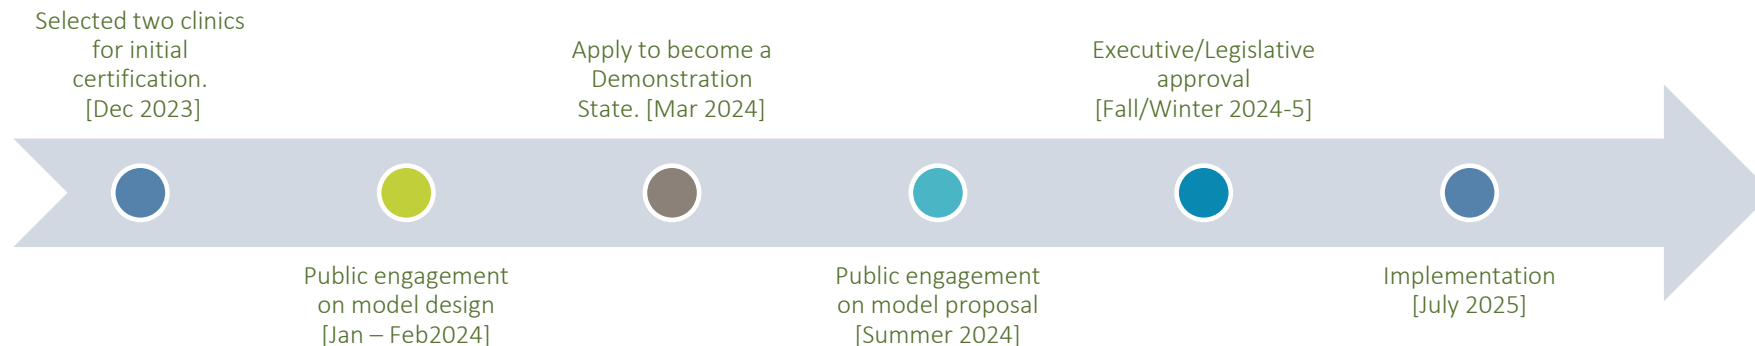 Selected two clinics
for initial
certification.
[Dec 2023]
Public engagement
on model design
[Jan – Feb2024]
Apply to become a
Demonstration
State. [Mar 2024]
Public engagement
on model proposal
[Summer 2024]
Executive/Legislative
approval
[Fall/Winter 2024-5]
Implementation
[July 2025]